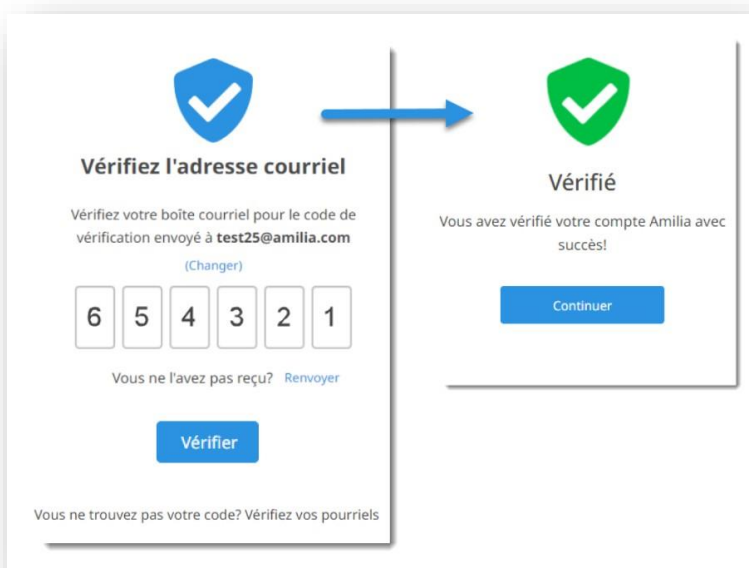 Vérifiez l'adresse courriel
Vérifiez votre boîte courriel pour le code de
vérification envoyé à test25@amilia.com
(Changer)
6 5 4 3 2 1
Vous ne l'avez pas reçu? Renvoyer
Vérifier
Vous ne trouvez pas votre code? Vérifiez vos pourriels
Vérifié
Vous avez vérifié votre compte Amilia avec
succès!
Continuer